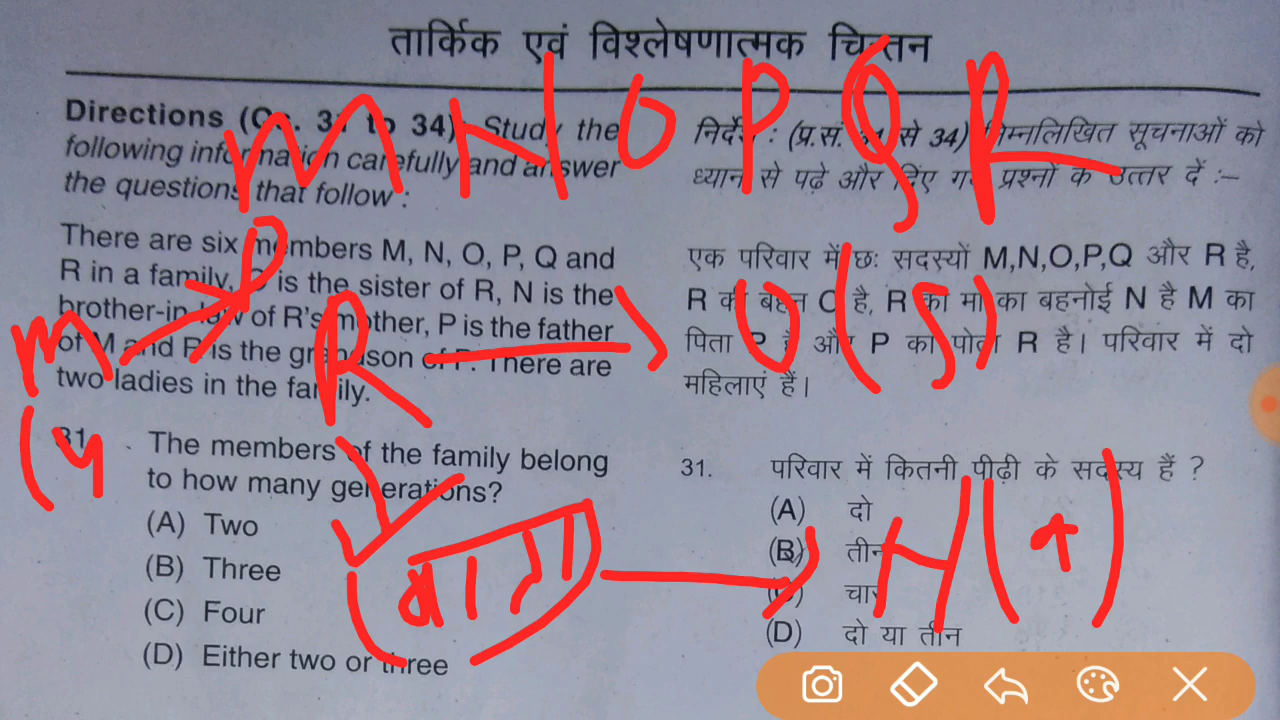 तार्किक एवं विश्लेषणात्मक चिन्तन
M N O P Q R
Directions (Q. 31 to 34): Study the
following information carefully and answer
the questions that follow :
There are six members M, N, O, P, Q and
R in a family, O is the sister of R, N is the
brother-in-law of R's mother, P is the father
of M and R is the grandson of P. There are
two ladies in the family.
31. The members of the family belong
to how many generations?
(A) Two
(B) Three
(C) Four
(D) Either two or three
निर्देश : (प्र.सं. 31 से 34) निम्नलिखित सूचनाओं को
ध्यान से पढ़े और दिए गए प्रश्नों के उत्तर दें :–
एक परिवार में छः सदस्यों M,N,O,P,Q और R है,
R की बहन O है, R की माँ का बहनोई N है M का
पिता P है और P का पोता R है। परिवार में दो
महिलाएं हैं।
31. परिवार में कितनी पीढ़ी के सदस्य हैं ?
(A) दो
(B) तीन
(C) चार
(D) दो या तीन
P
M
R
O (S)
N (+)